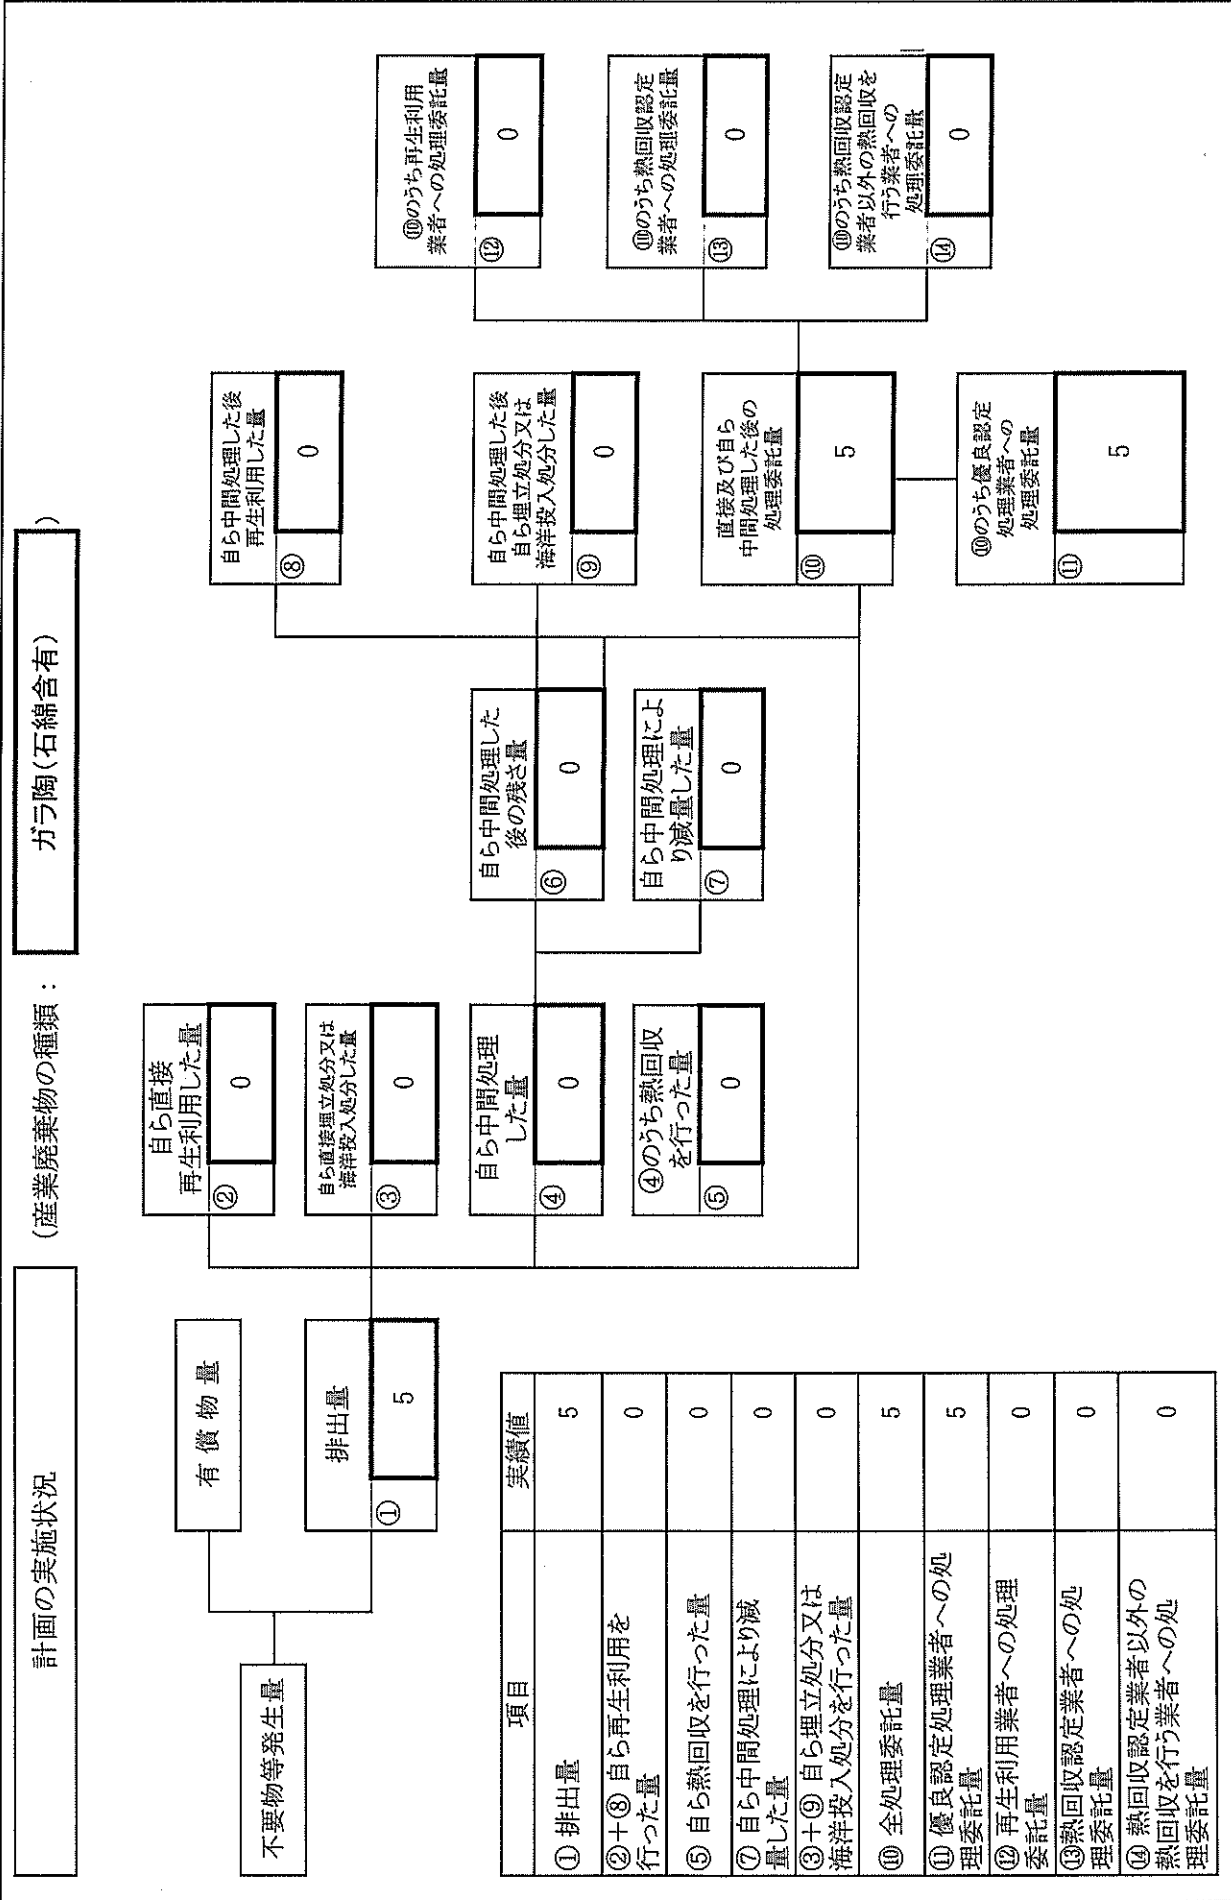 計画の実施状況
(産業廃棄物の種類：
ガラ陶(石綿含有)
)
不要物等発生量
有 償 物 量
排出量
①
5
自ら直接
再生利用した量
②
0
自ら直接埋立処分又は
海洋投入処分した量
③
0
自ら中間処理
した量
④
0
④のうち熱回収
を行った量
⑤
0
自ら中間処理した
後の残さ量
⑥
0
自ら中間処理によ
り減量した量
⑦
0
自ら中間処理した後
再生利用した量
⑧
0
自ら中間処理した後
自ら埋立処分又は
海洋投入処分した量
⑨
0
直接及び自ら
中間処理した後の
処理委託量
⑩
5
⑩のうち優良認定
処理業者への
処理委託量
⑪
5
⑩のうち再生利用
業者への処理委託量
⑫
0
⑩のうち熱回収認定
業者への処理委託量
⑬
0
⑩のうち熱回収認定
業者以外の熱回収を
行う業者への
処理委託量
⑭
0
項目
実績値
① 排出量
5
②＋⑧ 自ら再生利用を
行った量
0
⑤ 自ら熱回収を行った量
0
⑦ 自ら中間処理により減
量した量
0
③＋⑨ 自ら埋立処分又は
海洋投入処分を行った量
0
⑩ 全処理委託量
5
⑪ 優良認定処理業者への処
理委託量
5
⑫ 再生利用業者への処理
委託量
0
⑬熱回収認定業者への処
理委託量
0
⑭ 熱回収認定業者以外の
熱回収を行う業者への処
理委託量
0